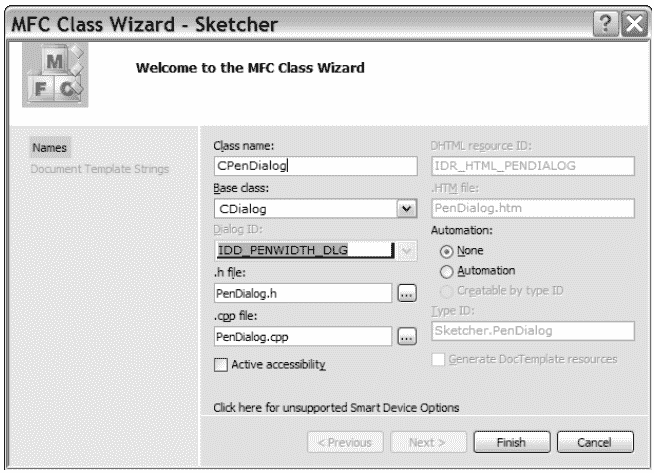 MFC Class Wizard - Sketcher
M
F C
Welcome to the MFC Class Wizard
Names
Document Template Strings
Class name:
CPenDialog
Base class:
CDialog
Dialog ID:
IDD_PENWIDTH_DLG
.h file:
PenDialog.h
...
.cpp file:
PenDialog.cpp
...
Active accessibility
DHTML resource ID:
IDR_HTML_PENDIALOG
.HTM file:
PenDialog.htm
Automation:
None
Automation
Creatable by type ID
Type ID:
Sketcher.PenDialog
Generate DocTemplate resources
Click here for unsupported Smart Device Options
< Previous
Next >
Finish
Cancel